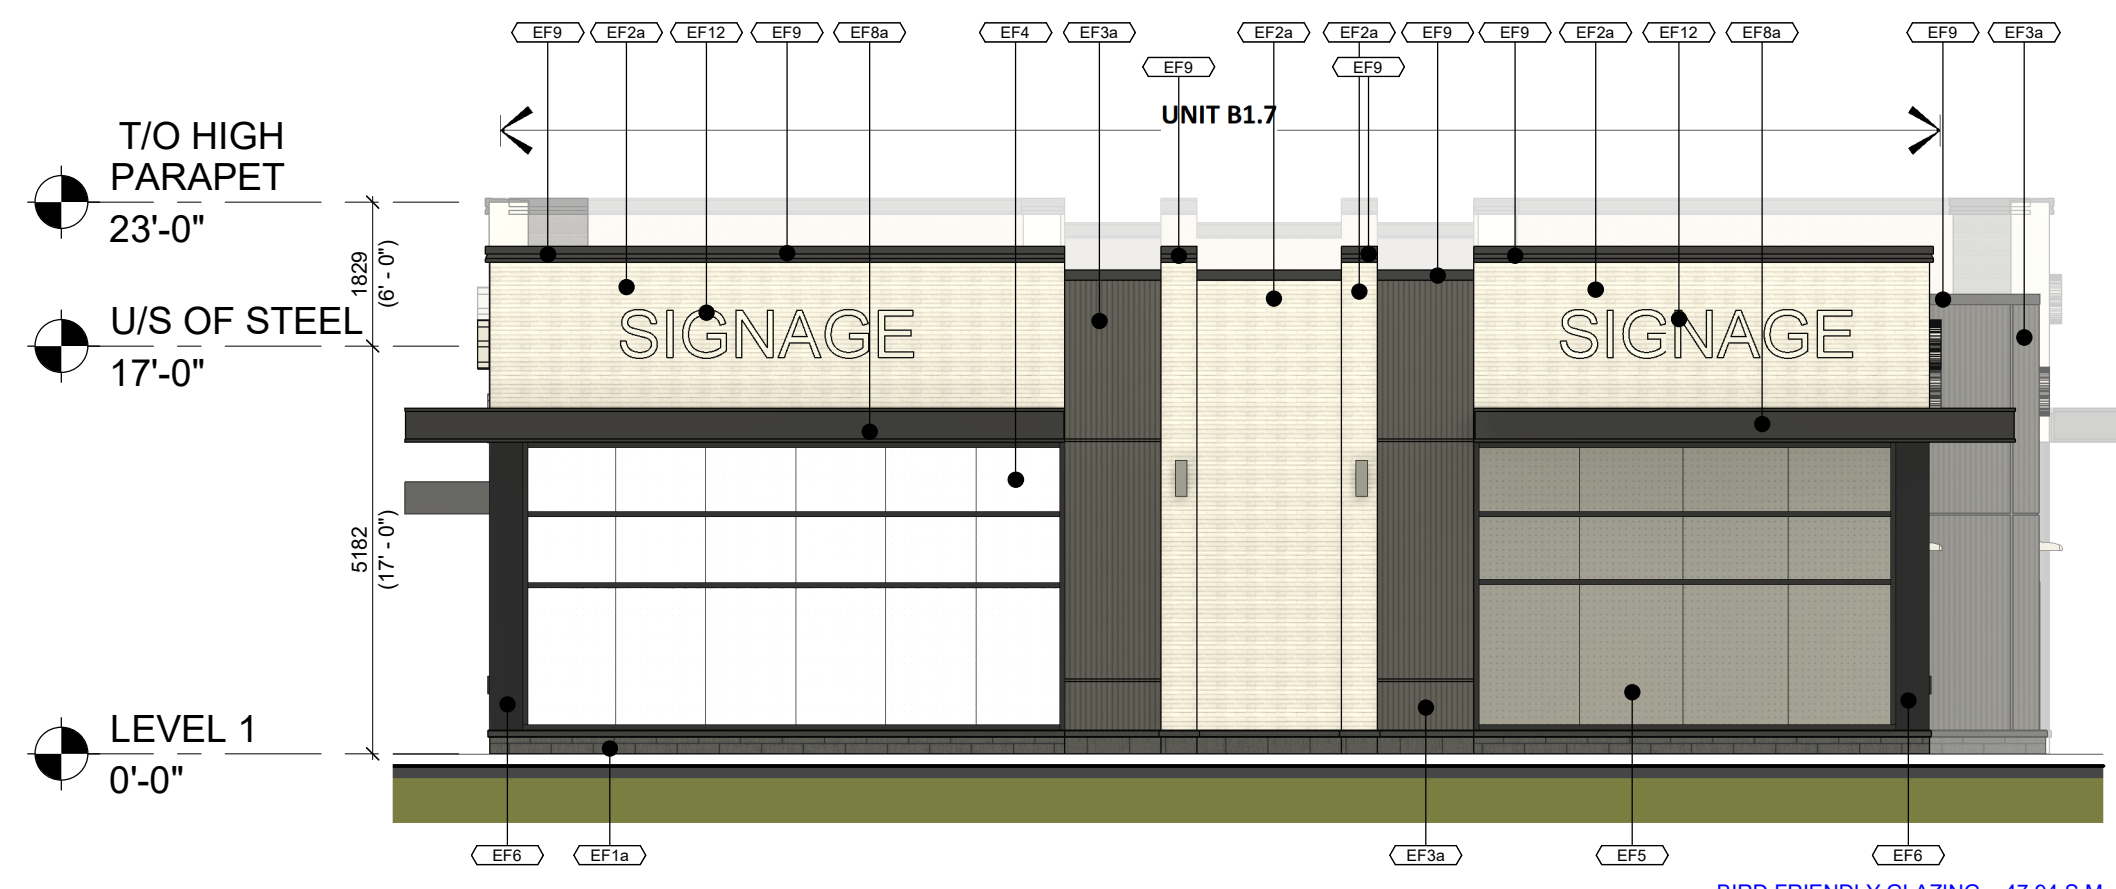 EF9 EF2a EF12 EF9 EF8a EF4 EF3a EF2a EF2a EF9 EF9 EF2a EF12 EF8a EF9 EF3a
EF9 EF9
UNIT B1.7
T/O HIGH
PARAPET
23'-0"
1829
(6' - 0")
U/S OF STEEL
17'-0"
SIGNAGE SIGNAGE
5182
(17' - 0")
LEVEL 1
0'-0"
EF6 EF1a EF3a EF5 EF6